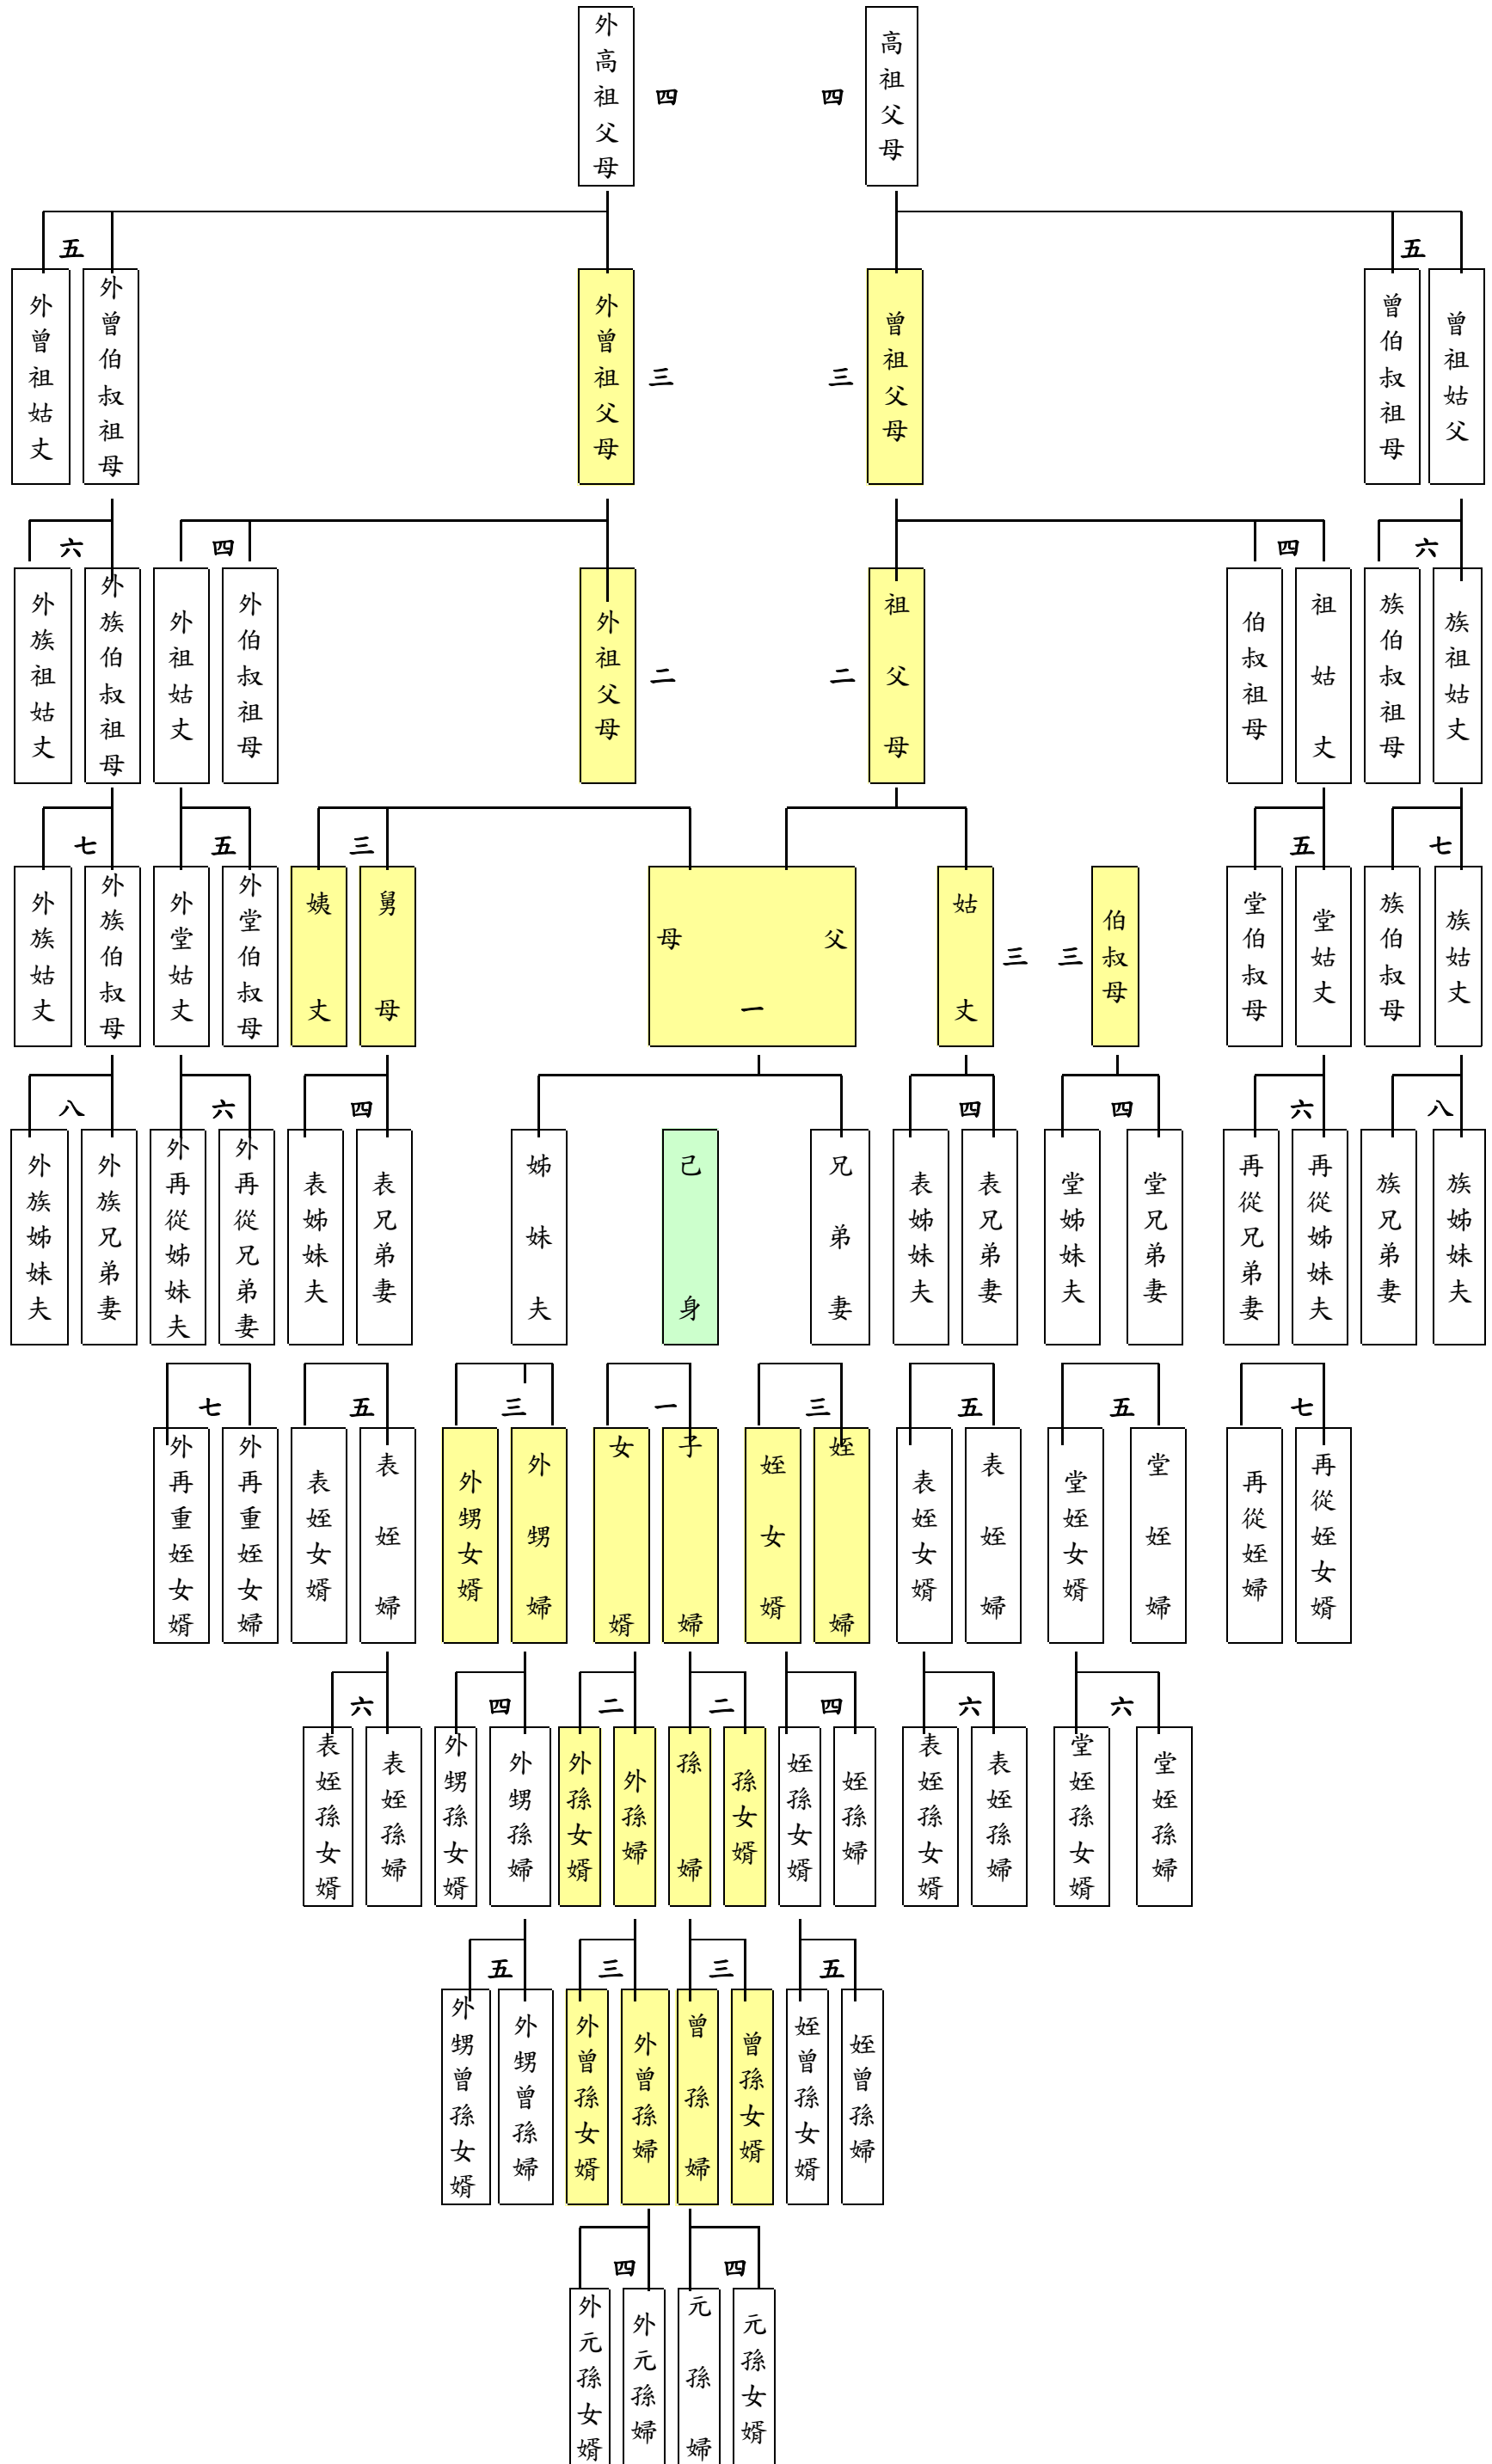 外高祖父母
四
四
高祖父母
五
五
外曾祖姑丈
外曾伯叔祖母
外曾祖父母
三
三
曾祖父母
曾伯叔祖母
曾祖姑父
六
四
四
六
外族祖姑丈
外族伯叔祖母
外祖姑丈
外伯叔祖母
外祖父母
二
二
祖父母
伯叔祖母
祖姑丈
族伯叔祖母
族祖姑丈
七
五
三
五
七
外族姑丈
外族伯叔母
外堂姑丈
外堂伯叔母
姨丈
舅母
母
父
一
姑丈
三
三
伯叔母
堂伯叔母
堂姑丈
族伯叔母
族姑丈
八
六
四
四
四
六
八
外族姊妹夫
外族兄弟妻
外再從姊妹夫
外再從兄弟妻
表姊妹夫
表兄弟妻
姊妹夫
己身
兄弟妻
表姊妹夫
表兄弟妻
堂姊妹夫
堂兄弟妻
再從兄弟妻
再從姊妹夫
族兄弟妻
族姊妹夫
七
五
三
一
三
五
五
七
外再重姪女婿
外再重姪女婦
表姪女婿
表姪婦
外甥女婿
外甥婦
女婿
子婦
姪女婿
姪婦
表姪女婿
表姪婦
堂姪女婿
堂姪婦
再從姪婦
再從姪女婿
六
四
二
二
四
六
六
表姪孫女婿
表姪孫婦
外甥孫女婿
外甥孫婦
外孫女婿
外孫婦
孫婦
孫女婿
姪孫女婿
姪孫婦
表姪孫女婿
表姪孫婦
堂姪孫女婿
堂姪孫婦
五
三
三
五
外甥曾孫女婿
外甥曾孫婦
外曾孫女婿
外曾孫婦
曾孫婦
曾孫女婿
姪曾孫女婿
姪曾孫婦
四
四
外元孫女婿
外元孫婦
元孫婦
元孫女婿